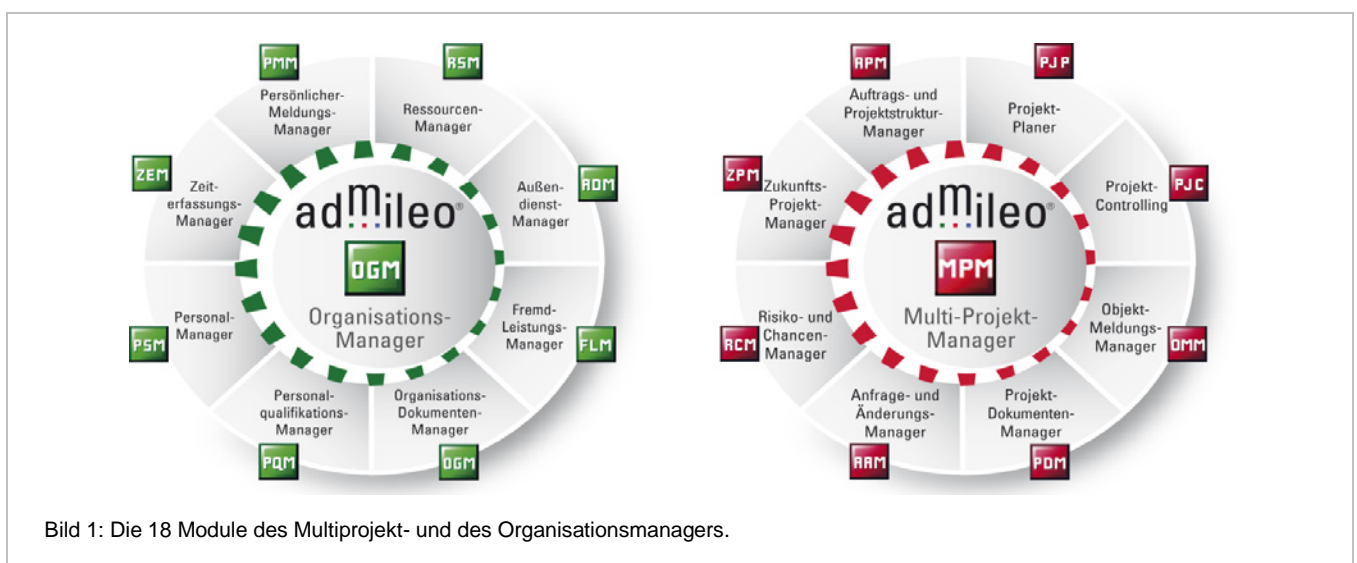 PMM
Persönlicher-
Meldungs-
Manager
RSM
Ressourcen-
Manager
ADM
Außen-
dienst-
Manager
FLM
Fremd-
Leistungs-
Manager
OGM
Organisations-
Dokumenten-
Manager
PQM
Personal-
qualifikations-
Manager
PSM
Personal-
Manager
ZEM
Zeit-
erfassungs-
Manager
admileo®
OGM
Organisations-
Manager
APM
Auftrags- und
Projektstruktur-
Manager
PJP
Projekt-
Planer
PJC
Projekt-
Controlling
OMM
Objekt-
Meldungs-
Manager
PDM
Projekt-
Dokumenten-
Manager
AAM
Anfrage- und
Änderungs-
Manager
RCM
Risiko- und
Chancen-
Manager
ZPM
Zukunfts-
Projekt-
Manager
admileo®
MPM
Multi-Projekt-
Manager
Bild 1: Die 18 Module des Multiprojekt- und des Organisationsmanagers.